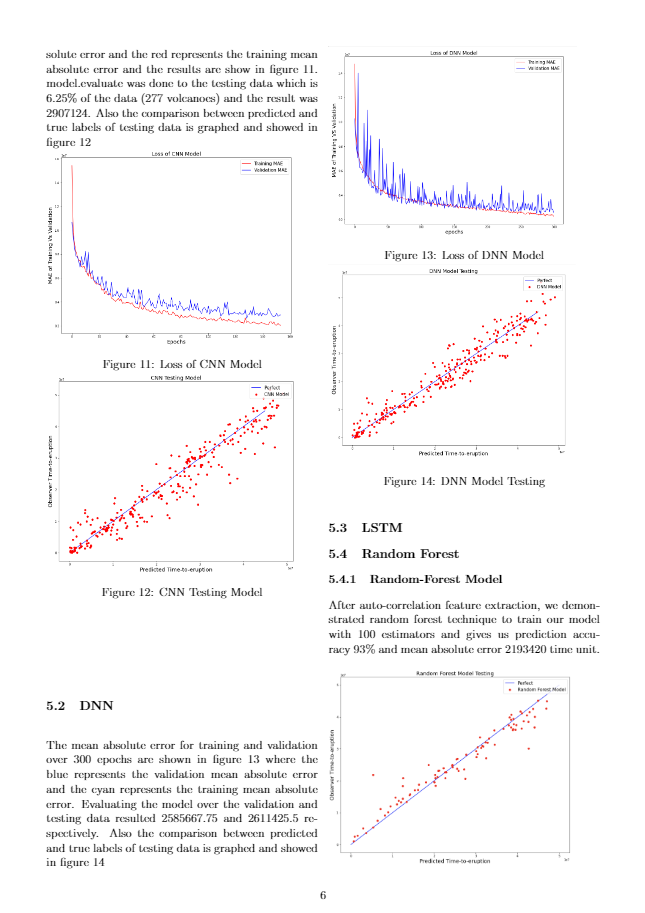 solute error and the red represents the training mean
absolute error and the results are show in figure 11.
model.evaluate was done to the testing data which is
6.25% of the data (277 volcanoes) and the result was
2907124. Also the comparison between predicted and
true labels of testing data is graphed and showed in
figure 12
Loss of CNN Model
Training MAE
Validation MAE
MAE of Training VS Validation
Epochs
Figure 11: Loss of CNN Model
CNN Testing Model
Perfect
CNN Model
Observer Time-to-eruption
Predicted Time-to-eruption
Figure 12: CNN Testing Model
5.2 DNN
The mean absolute error for training and validation
over 300 epochs are shown in figure 13 where the
blue represents the validation mean absolute error
and the cyan represents the training mean absolute
error. Evaluating the model over the validation and
testing data resulted 2585667.75 and 2611425.5 re-
spectively. Also the comparison between predicted
and true labels of testing data is graphed and showed
in figure 14
Loss of DNN Model
Training MAE
Validation MAE
MAE of Training VS Validation
epochs
Figure 13: Loss of DNN Model
DNN Model Testing
Perfect
DNN Model
Observer Time-to-eruption
Predicted Time-to-eruption
Figure 14: DNN Model Testing
5.3 LSTM
5.4 Random Forest
5.4.1 Random-Forest Model
After auto-correlation feature extraction, we demon-
strated random forest technique to train our model
with 100 estimators and gives us prediction accu-
racy 93% and mean absolute error 2193420 time unit.
Random Forest Model Testing
Perfect
Random Forest Model
Observer Time-to-eruption
Predicted Time-to-eruption
6